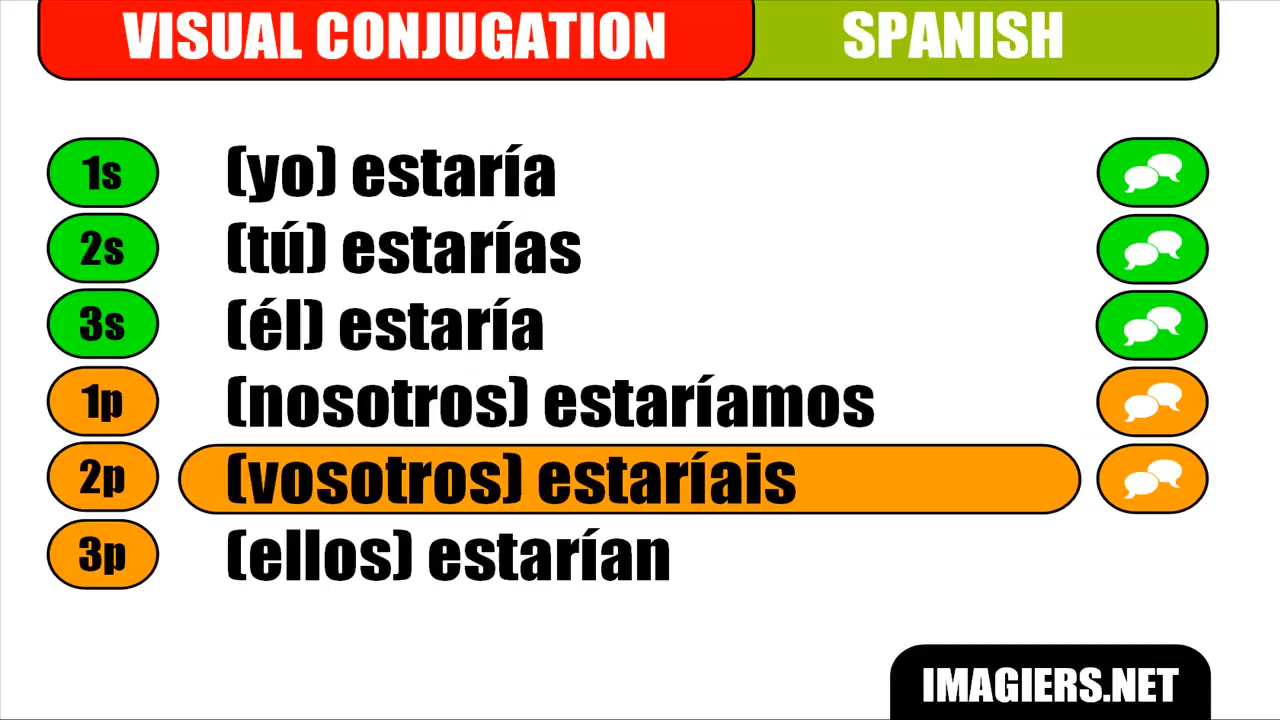 VISUAL CONJUGATION SPANISH
1s (yo) estaría
2s (tú) estarías
3s (él) estaría
1p (nosotros) estaríamos
2p (vosotros) estaríais
3p (ellos) estarían
IMAGIERS.NET